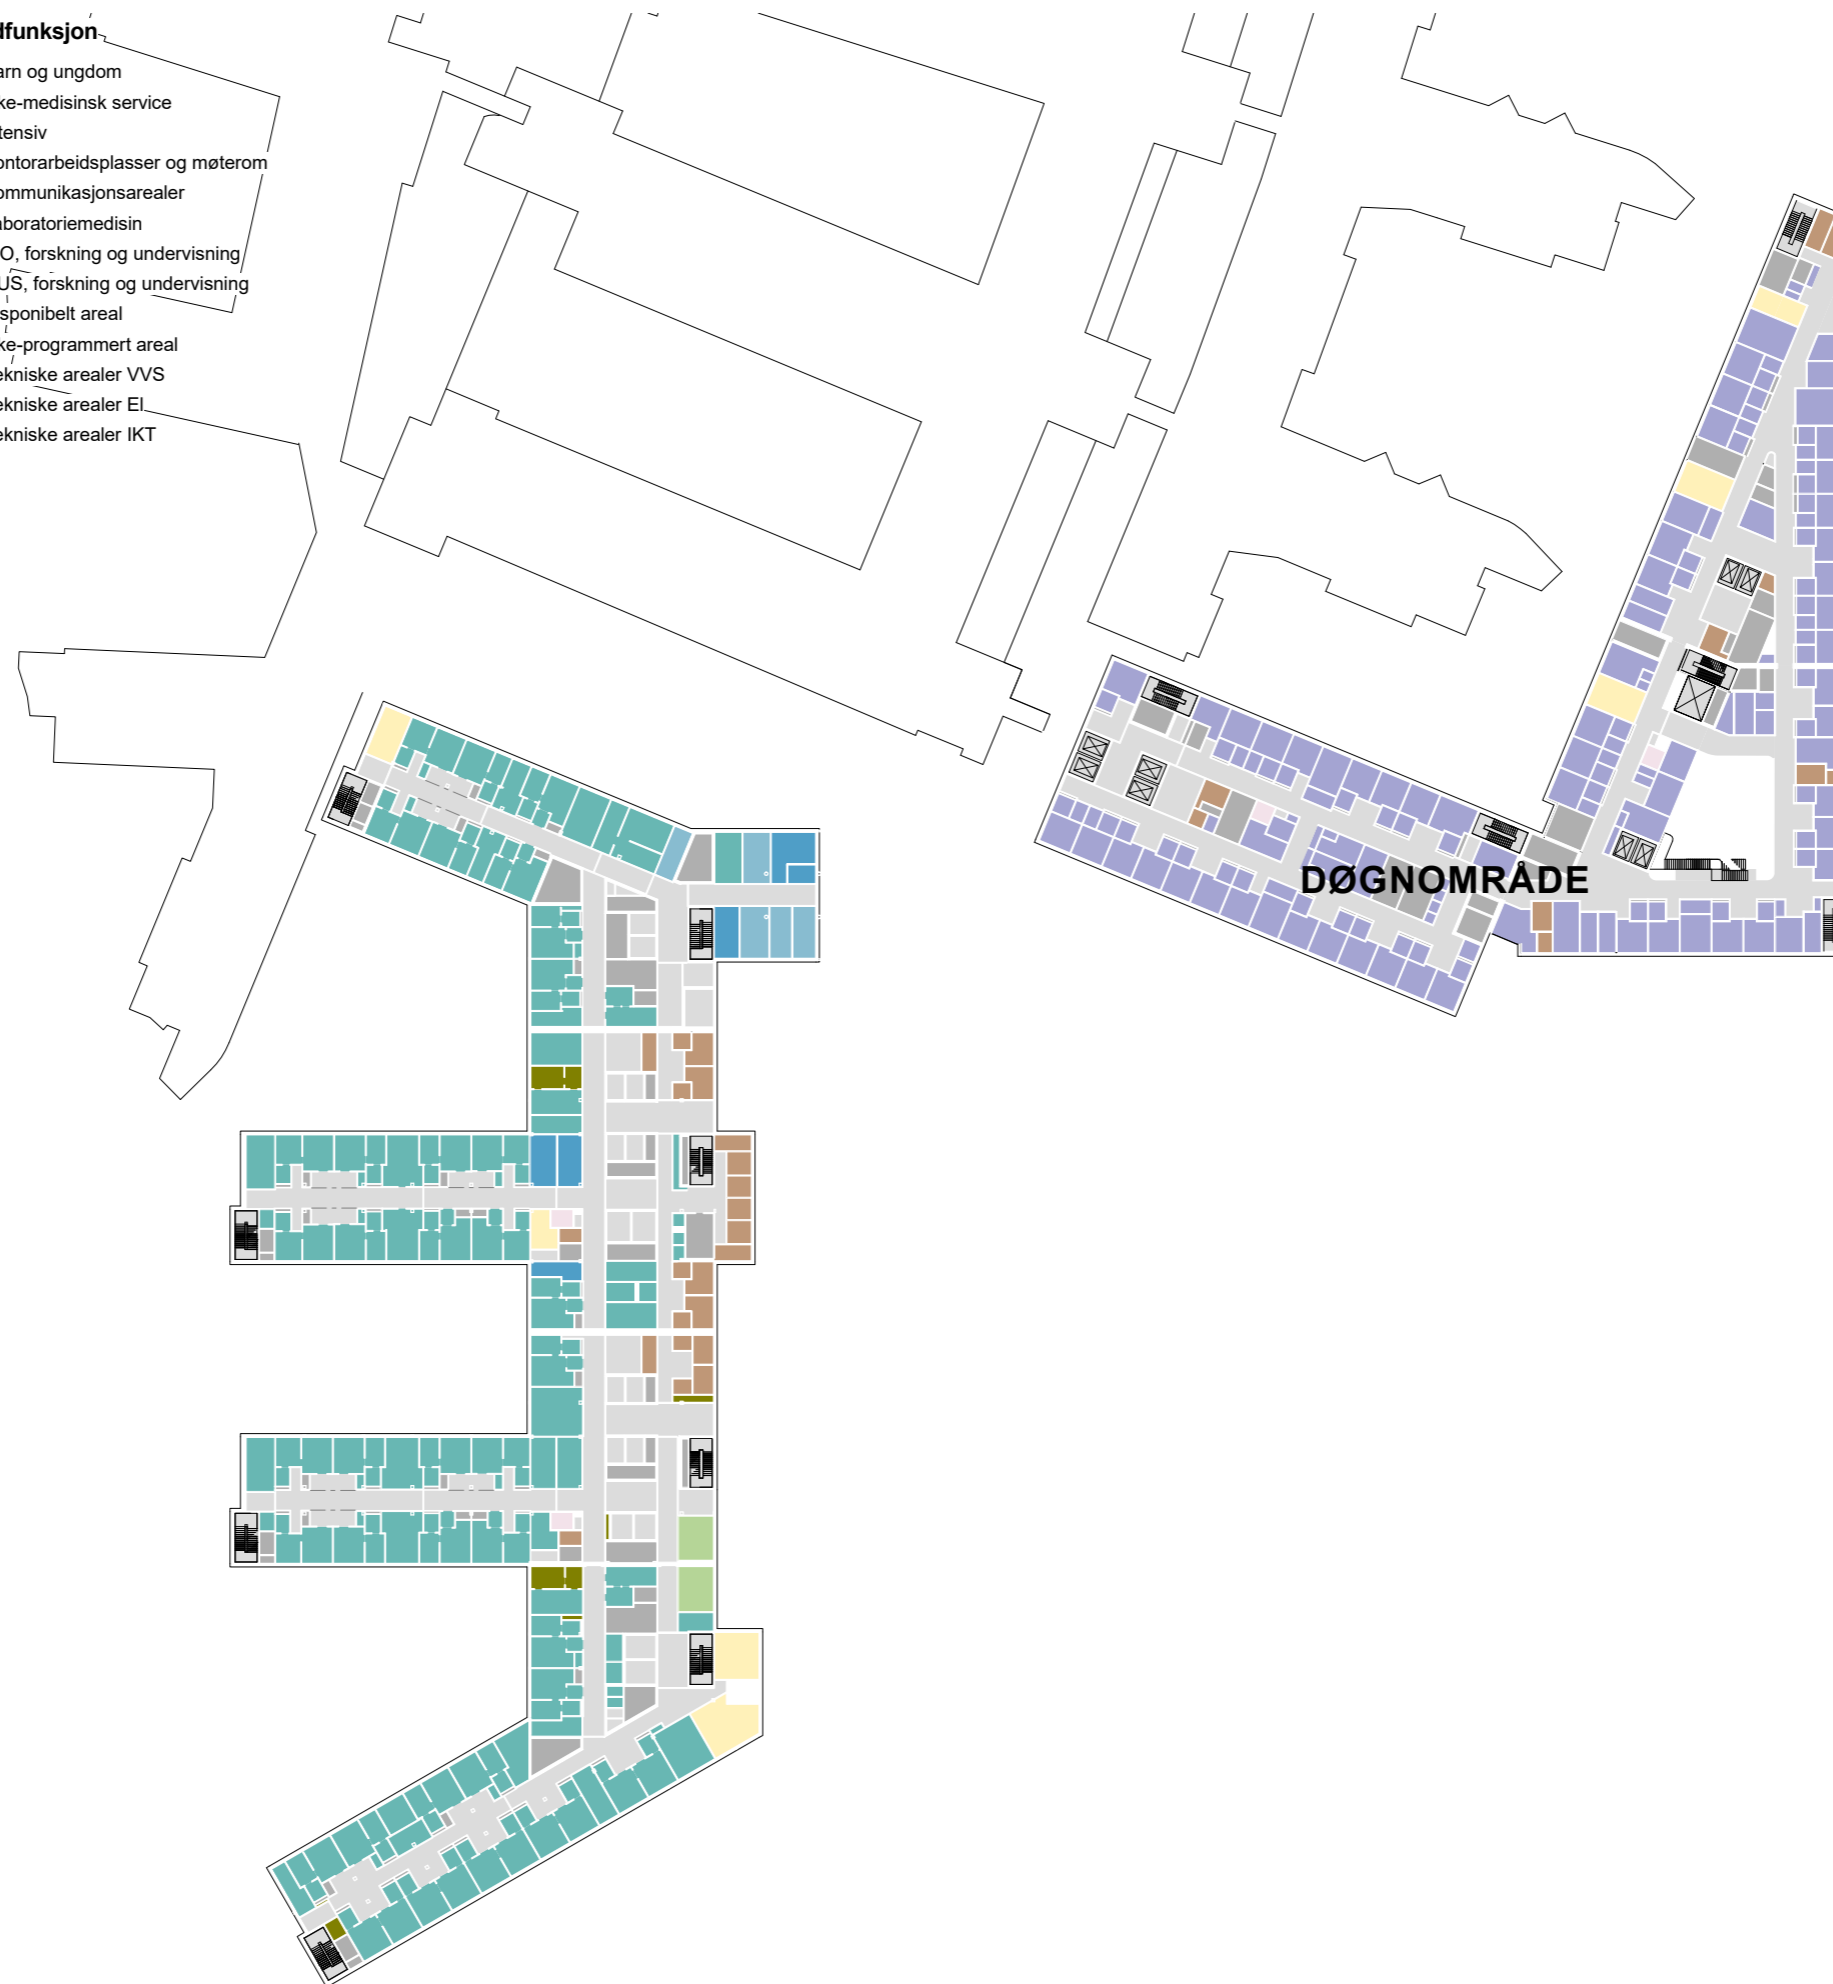 dfunksjon
arn og ungdom
ke-medisinsk service
tensiv
ontorarbeidsplasser og møterom
ommunikasjonsarealer
aboratoriemedisin
O, forskning og undervisning
US, forskning og undervisning
sponibelt areal
ke-programmert areal
ekniske arealer VVS
ekniske arealer El
ekniske arealer IKT
DØGNOMRÅDE